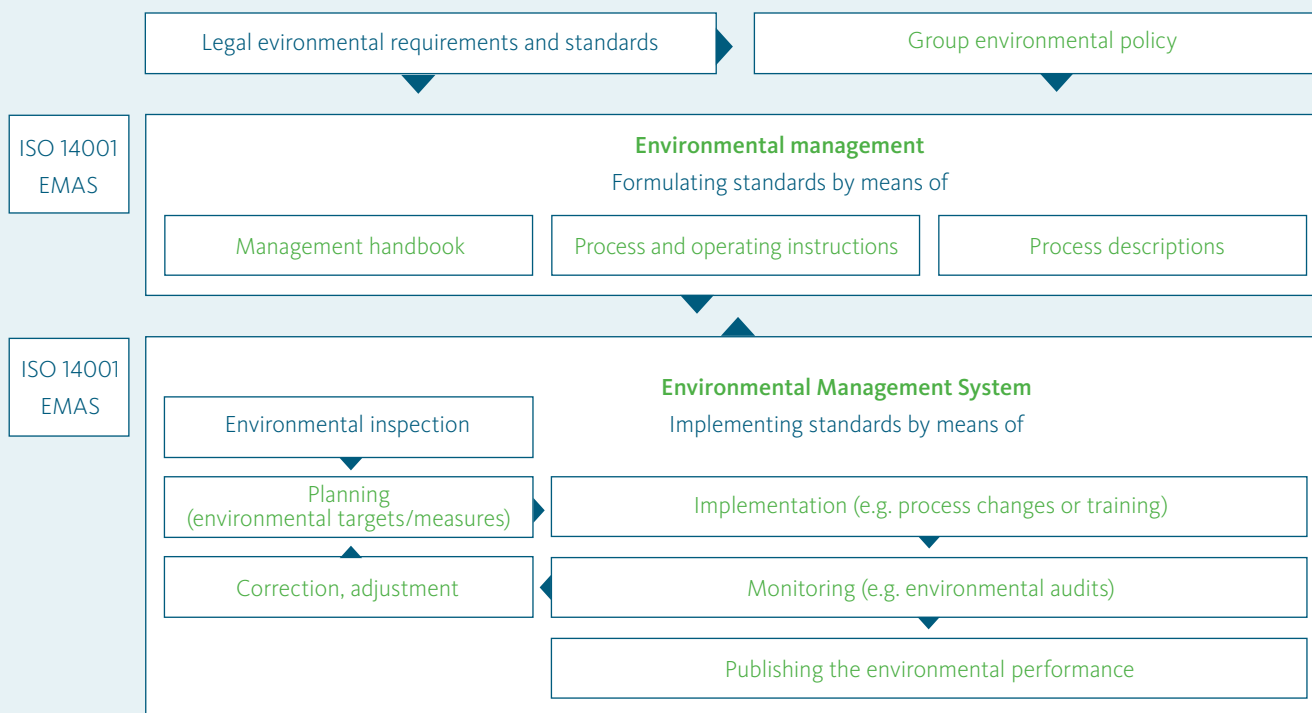 Legal evironmental requirements and standards
Group environmental policy
ISO 14001
EMAS
Environmental management
Formulating standards by means of
Management handbook
Process and operating instructions
Process descriptions
ISO 14001
EMAS
Environmental Management System
Implementing standards by means of
Environmental inspection
Planning
(environmental targets/measures)
Implementation (e.g. process changes or training)
Correction, adjustment
Monitoring (e.g. environmental audits)
Publishing the environmental performance